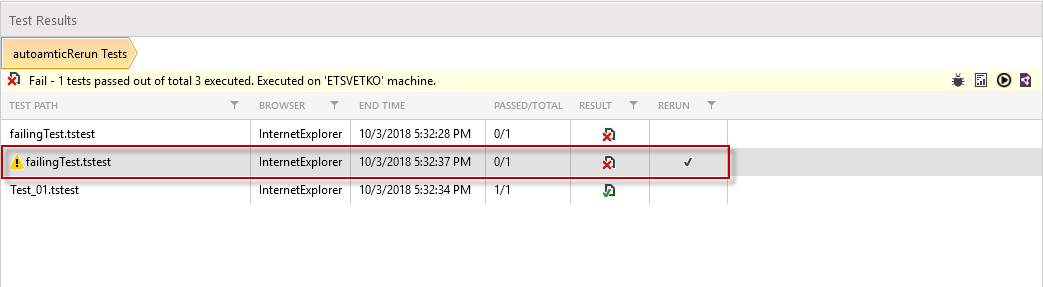 Test Results
autoamticRerun Tests
Fail - 1 tests passed out of total 3 executed. Executed on 'ETSVETKO' machine.
TEST PATH BROWSER END TIME PASSED/TOTAL RESULT RERUN
failingTest.tstest InternetExplorer 10/3/2018 5:32:28 PM 0/1
failingTest.tstest InternetExplorer 10/3/2018 5:32:37 PM 0/1
Test_01.tstest InternetExplorer 10/3/2018 5:32:34 PM 1/1